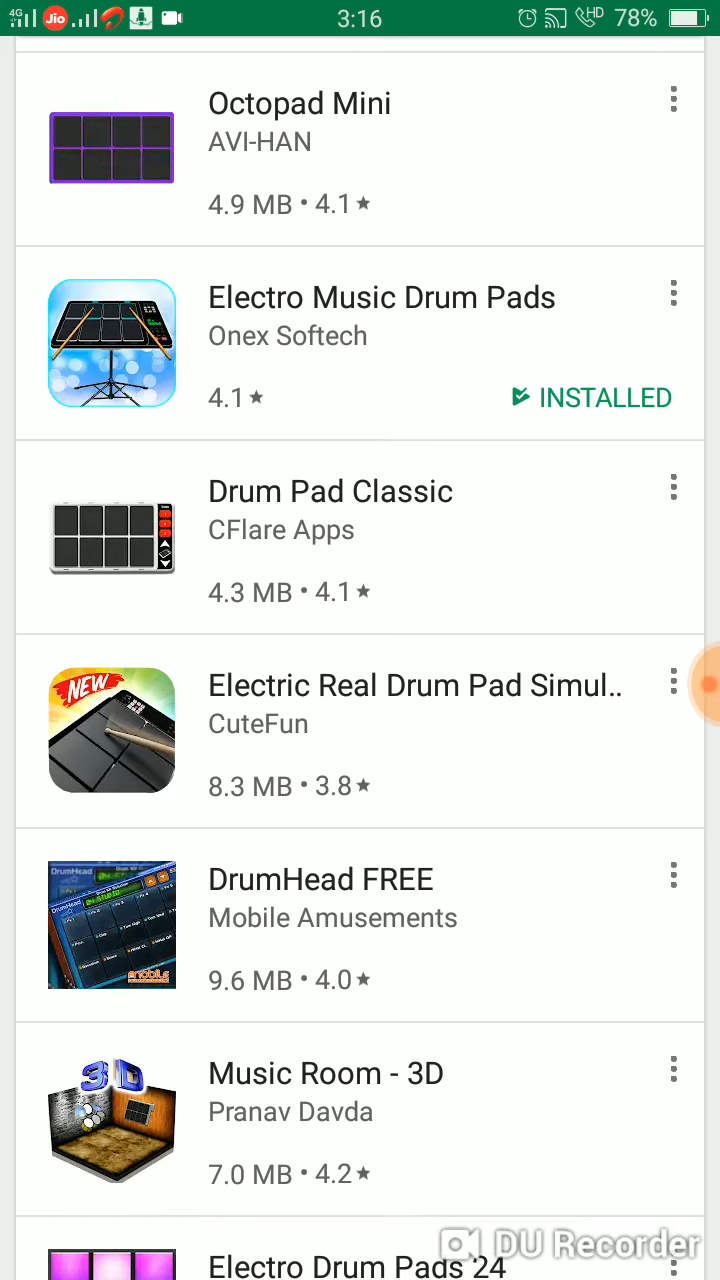 4G Jio 3:16 HD 78%
Octopad Mini
AVI-HAN
4.9 MB • 4.1★
Electro Music Drum Pads
Onex Softech
4.1★ INSTALLED
Drum Pad Classic
CFlare Apps
4.3 MB • 4.1★
NEW
Electric Real Drum Pad Simul..
CuteFun
8.3 MB • 3.8★
DrumHead
DrumHead FREE
Mobile Amusements
9.6 MB • 4.0★
3D
Music Room - 3D
Pranav Davda
7.0 MB • 4.2★
DU Recorder
Electro Drum Pads 24